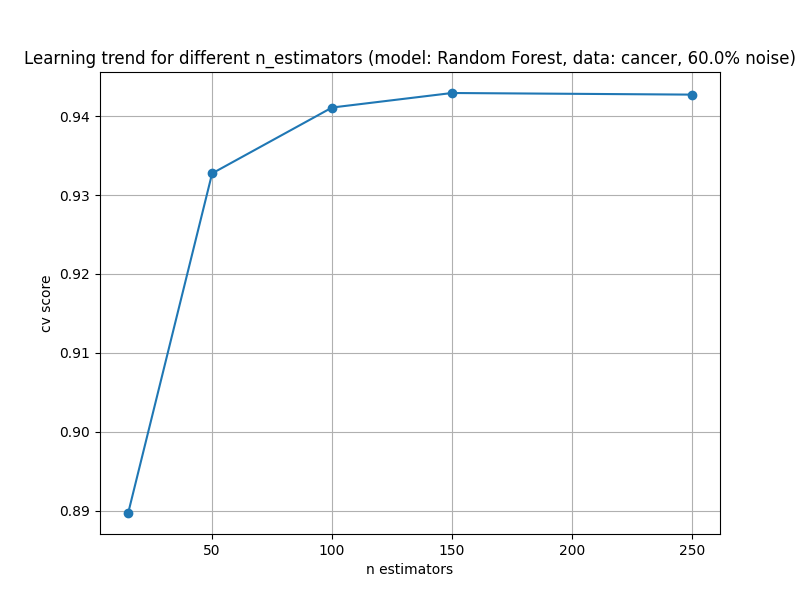 Learning trend for different n_estimators (model: Random Forest, data: cancer, 60.0% noise)
0.94
0.93
0.92
0.91
0.90
0.89
cv score
50 100 150 200 250
n estimators